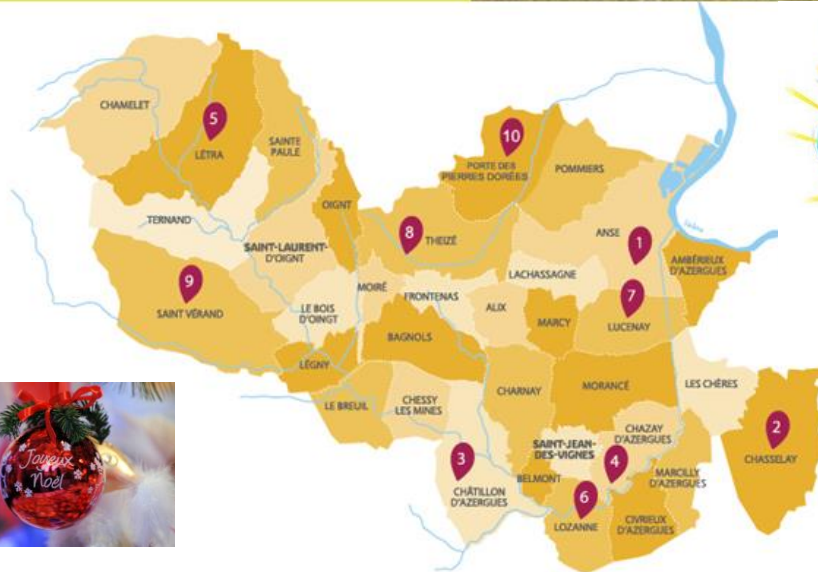 CHAMELET
5
LÉTRA
SAINTE
PAULE
10
PORTE DES
PIERRES DORÉES
POMMIERS
OIGNT
TERNAND
8
THEIZÉ
ANSE
1
SAINT-LAURENT-
D'OIGNT
AMBÉRIEUX
D'AZERGUES
LACHASSAGNE
9
SAINT VÉRAND
MOIRÉ
FRONTENAS
7
LE BOIS
D'OINGT
ALIX
MARCY
LUCENAY
BAGNOLS
LÉGNY
CHARNAY
MORANCÉ
LES CHÈRES
LE BREUIL
CHESSY
LES MINES
2
CHASSELAY
CHAZAY
D'AZERGUES
SAINT-JEAN-
DES-VIGNES
3
4
CHÂTILLON
D'AZERGUES
BELMONT
MARCILLY
D'AZERGUES
6
LOZANNE
CIVRIEUX
D'AZERGUES
Joyeux
Noël